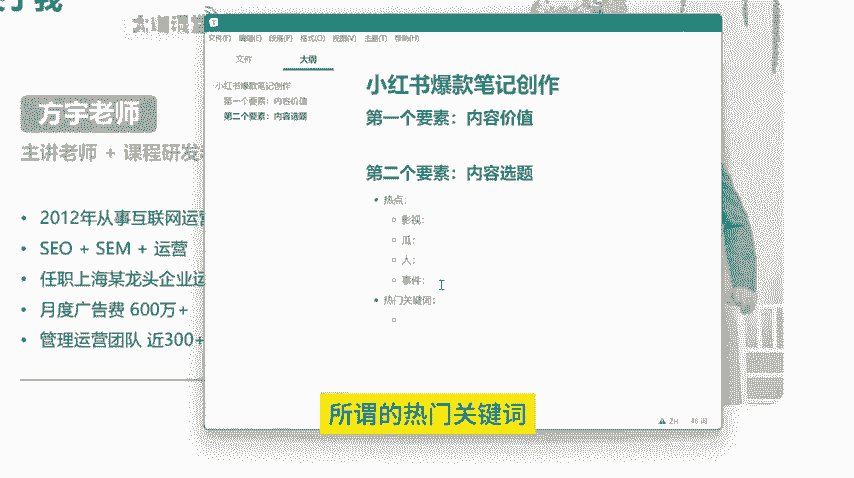 方宇老师
主讲老师 + 课程研发
2012年从事互联网运营
SEO + SEM + 运营
任职上海某龙头企业运
月度广告费 600万+
管理运营团队 近300+
文件(F) 编辑(E) 段落(P) 格式(O) 视图(V) 主题(T) 帮助(H)
文件 大纲
小红书爆款笔记创作
第一个要素：内容价值
第二个要素：内容选题
小红书爆款笔记创作
第一个要素：内容价值
第二个要素：内容选题
热点：
影视：
瓜：
人：
事件：
热门关键词：
所谓的热门关键词
ZH